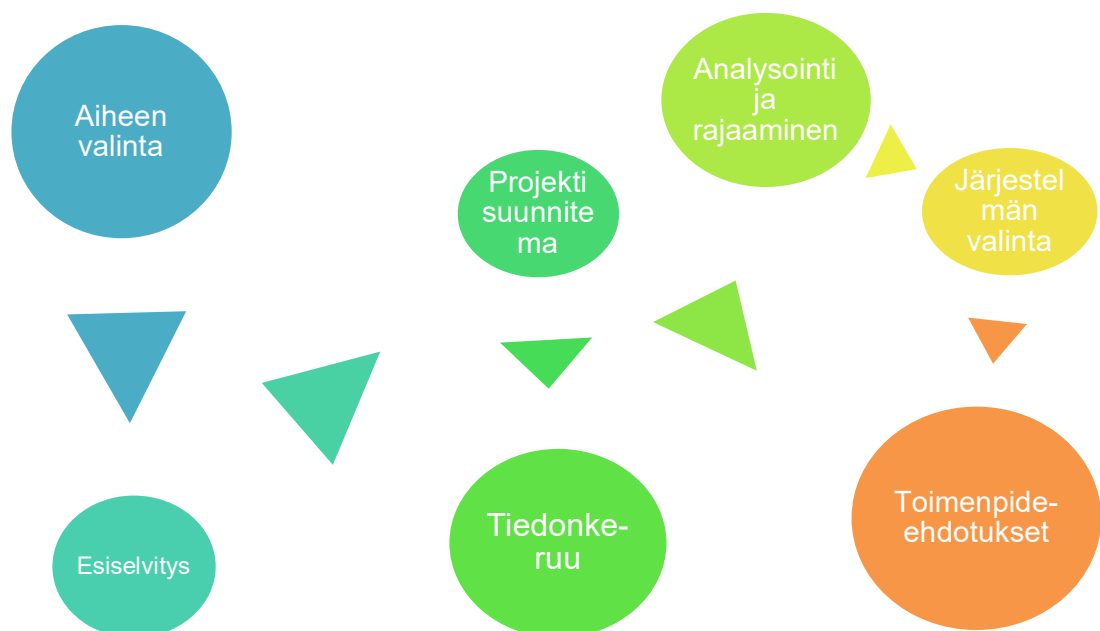 Aiheen
valinta
Esiselvitys
Projekti
suunnite
ma
Tiedonke-
ruu
Analysointi
ja
rajaaminen
Järjestel
män
valinta
Toimenpide-
ehdotukset